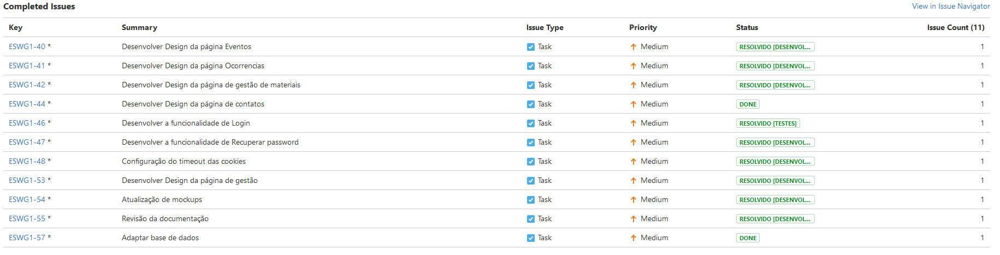 Completed Issues View in Issue Navigator
Key Summary Issue Type Priority Status Issue Count (11)
ESWG1-40 * Desenvolver Design da página Eventos Task Medium RESOLVIDO [DESENVOL... 1
ESWG1-41 * Desenvolver Design da página Ocorrencias Task Medium RESOLVIDO [DESENVOL... 1
ESWG1-42 * Desenvolver Design da página de gestão de materiais Task Medium RESOLVIDO [DESENVOL... 1
ESWG1-44 * Desenvolver Design da página de contatos Task Medium DONE 1
ESWG1-46 * Desenvolver a funcionalidade de Login Task Medium RESOLVIDO [TESTES] 1
ESWG1-47 * Desenvolver a funcionalidade de Recuperar password Task Medium RESOLVIDO [DESENVOL... 1
ESWG1-48 * Configuração do timeout das cookies Task Medium RESOLVIDO [DESENVOL... 1
ESWG1-53 * Desenvolver Design da página de gestão Task Medium RESOLVIDO [DESENVOL... 1
ESWG1-54 * Atualização de mockups Task Medium RESOLVIDO [DESENVOL... 1
ESWG1-55 * Revisão da documentação Task Medium RESOLVIDO [DESENVOL... 1
ESWG1-57 * Adaptar base de dados Task Medium DONE 1